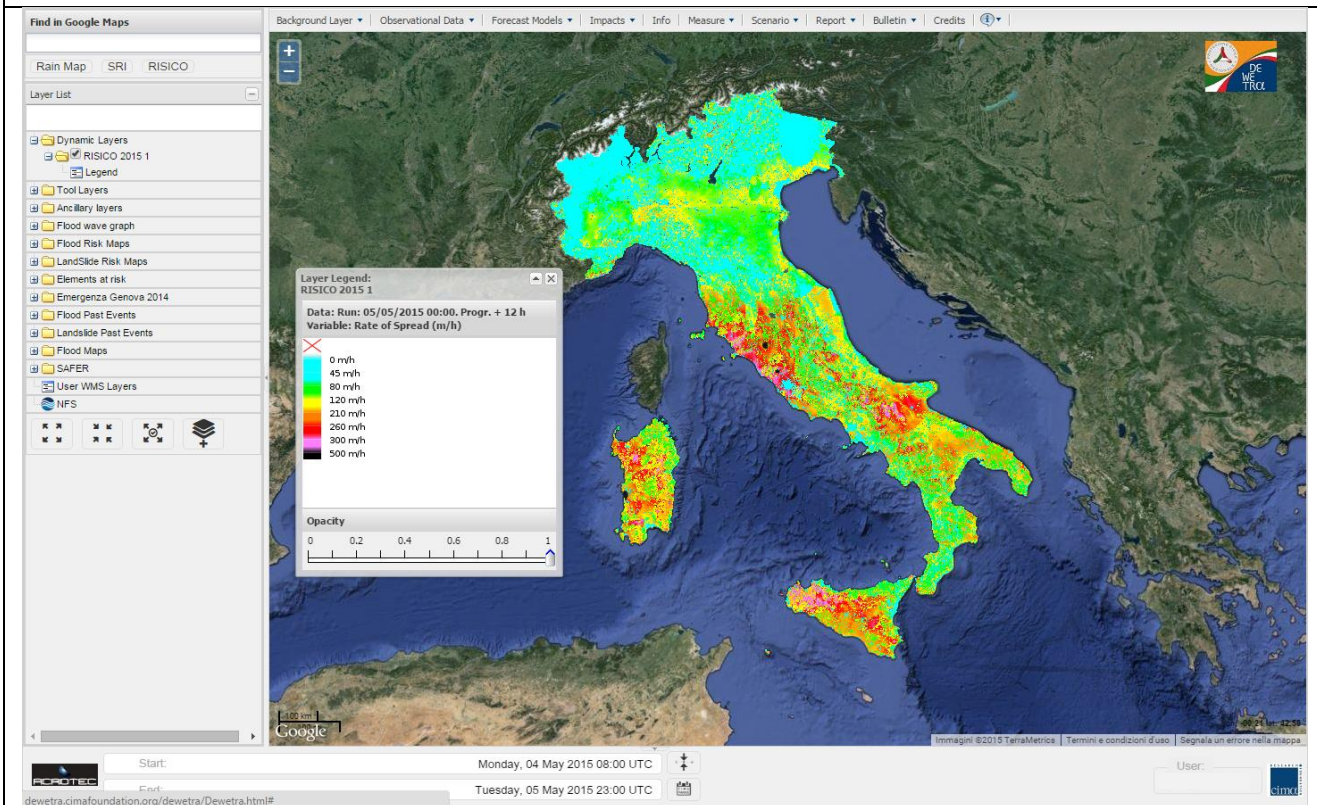 Find in Google Maps
Background Layer Observational Data Forecast Models Impacts Info Measure Scenario Report Bulletin Credits
Rain Map SRI RISICO
Layer List
Dynamic Layers
RISICO 2015 1
Legend
Tool Layers
Ancillary layers
Flood wave graph
Flood Risk Maps
LandSlide Risk Maps
Elements at risk
Emergenza Genova 2014
Flood Past Events
Landslide Past Events
Flood Maps
SAFER
User WMS Layers
NFS
DE
WE
TRα
Layer Legend:
RISICO 2015 1
Data: Run: 05/05/2015 00:00. Progr. + 12 h
Variable: Rate of Spread (m/h)
0 m/h
45 m/h
80 m/h
120 m/h
210 m/h
260 m/h
300 m/h
500 m/h
Opacity
0 0.2 0.4 0.6 0.8 1
100 km
Google
Immagini ©2015 TerraMetrics Termini e condizioni d'uso Segnala un errore nella mappa
ACROTEC
Start: Monday, 04 May 2015 08:00 UTC
End: Tuesday, 05 May 2015 23:00 UTC
User:
cima
dewetra.cimafoundation.org/dewetra/Dewetra.html#